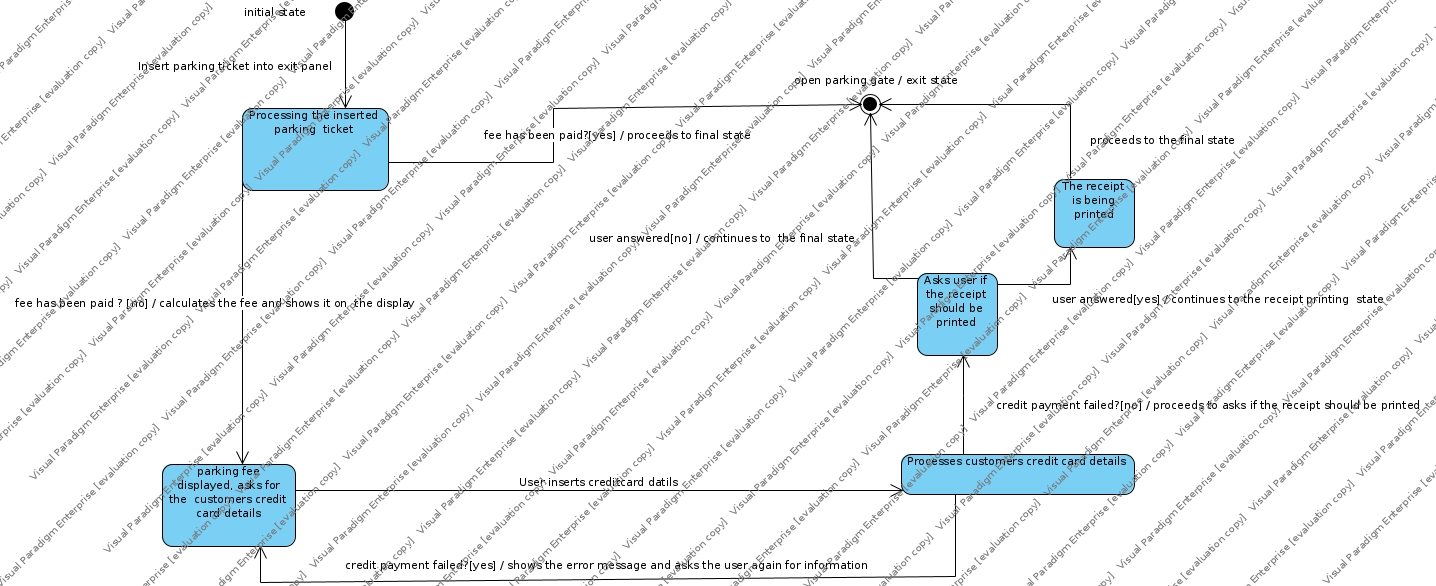 initial state
Insert parking ticket into exit panel
open parking gate / exit state
Processing the inserted
parking ticket
fee has been paid?[yes] / proceeds to final state
proceeds to the final state
The receipt
is being
printed
user answered[no] / continues to the final state
Asks user if
the receipt
should be
printed
user answered[yes] / continues to the receipt printing state
fee has been paid ? [no] / calculates the fee and shows it on the display
credit payment failed?[no] / proceeds to asks if the receipt should be printed
parking fee
displayed, asks for
the customers credit
card details
Processes customers credit card details
User inserts creditcard datils
credit payment failed?[yes] / shows the error message and asks the user again for information
Visual Paradigm Enterprise [evaluation copy]